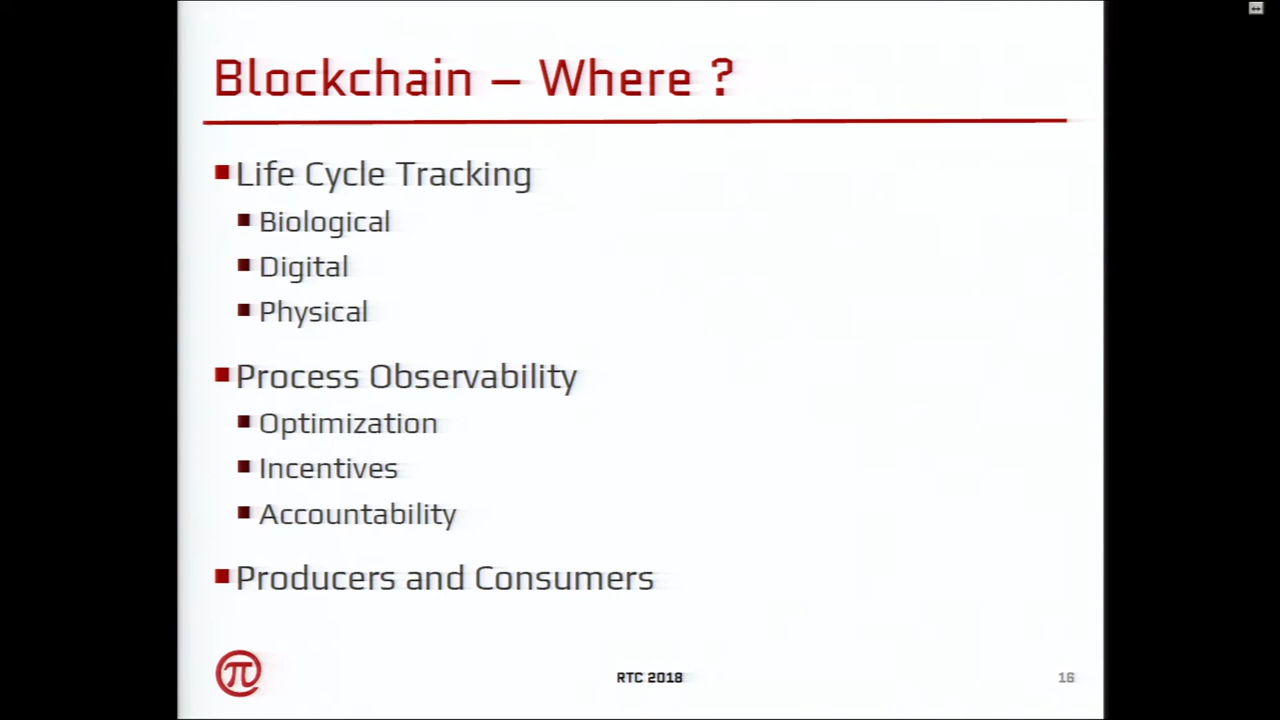 Blockchain – Where ?
Life Cycle Tracking
Biological
Digital
Physical
Process Observability
Optimization
Incentives
Accountability
Producers and Consumers
@π
RTC 2018
16